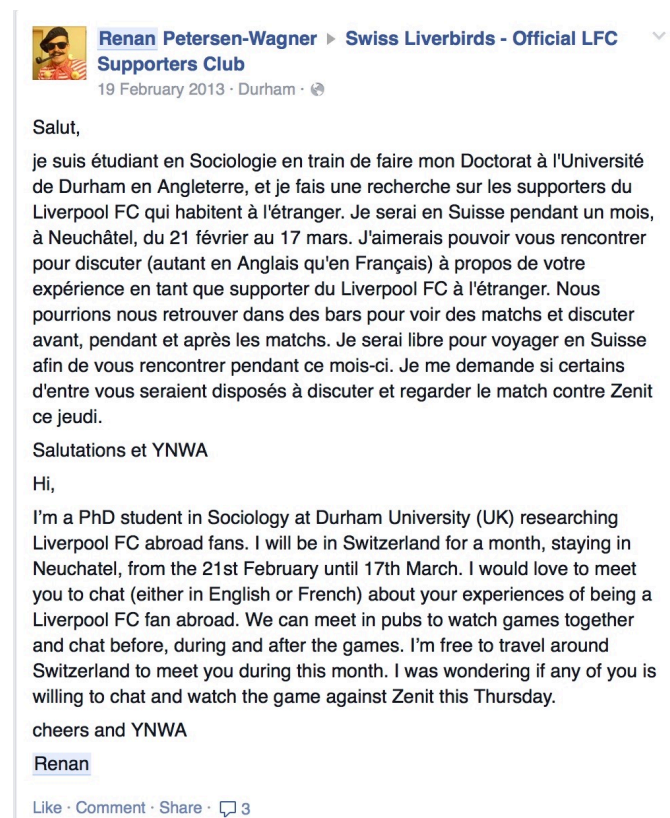 Renan Petersen-Wagner ▸ Swiss Liverbirds - Official LFC
Supporters Club
19 February 2013 · Durham ·
Salut,
je suis étudiant en Sociologie en train de faire mon Doctorat à l'Université
de Durham en Angleterre, et je fais une recherche sur les supporters du
Liverpool FC qui habitent à l'étranger. Je serai en Suisse pendant un mois,
à Neuchâtel, du 21 février au 17 mars. J'aimerais pouvoir vous rencontrer
pour discuter (autant en Anglais qu'en Français) à propos de votre
expérience en tant que supporter du Liverpool FC à l'étranger. Nous
pourrions nous retrouver dans des bars pour voir des matchs et discuter
avant, pendant et après les matchs. Je serai libre pour voyager en Suisse
afin de vous rencontrer pendant ce mois-ci. Je me demande si certains
d'entre vous seraient disposés à discuter et regarder le match contre Zenit
ce jeudi.
Salutations et YNWA
Hi,
I'm a PhD student in Sociology at Durham University (UK) researching
Liverpool FC abroad fans. I will be in Switzerland for a month, staying in
Neuchatel, from the 21st February until 17th March. I would love to meet
you to chat (either in English or French) about your experiences of being a
Liverpool FC fan abroad. We can meet in pubs to watch games together
and chat before, during and after the games. I'm free to travel around
Switzerland to meet you during this month. I was wondering if any of you is
willing to chat and watch the game against Zenit this Thursday.
cheers and YNWA
Renan
Like · Comment · Share · 3